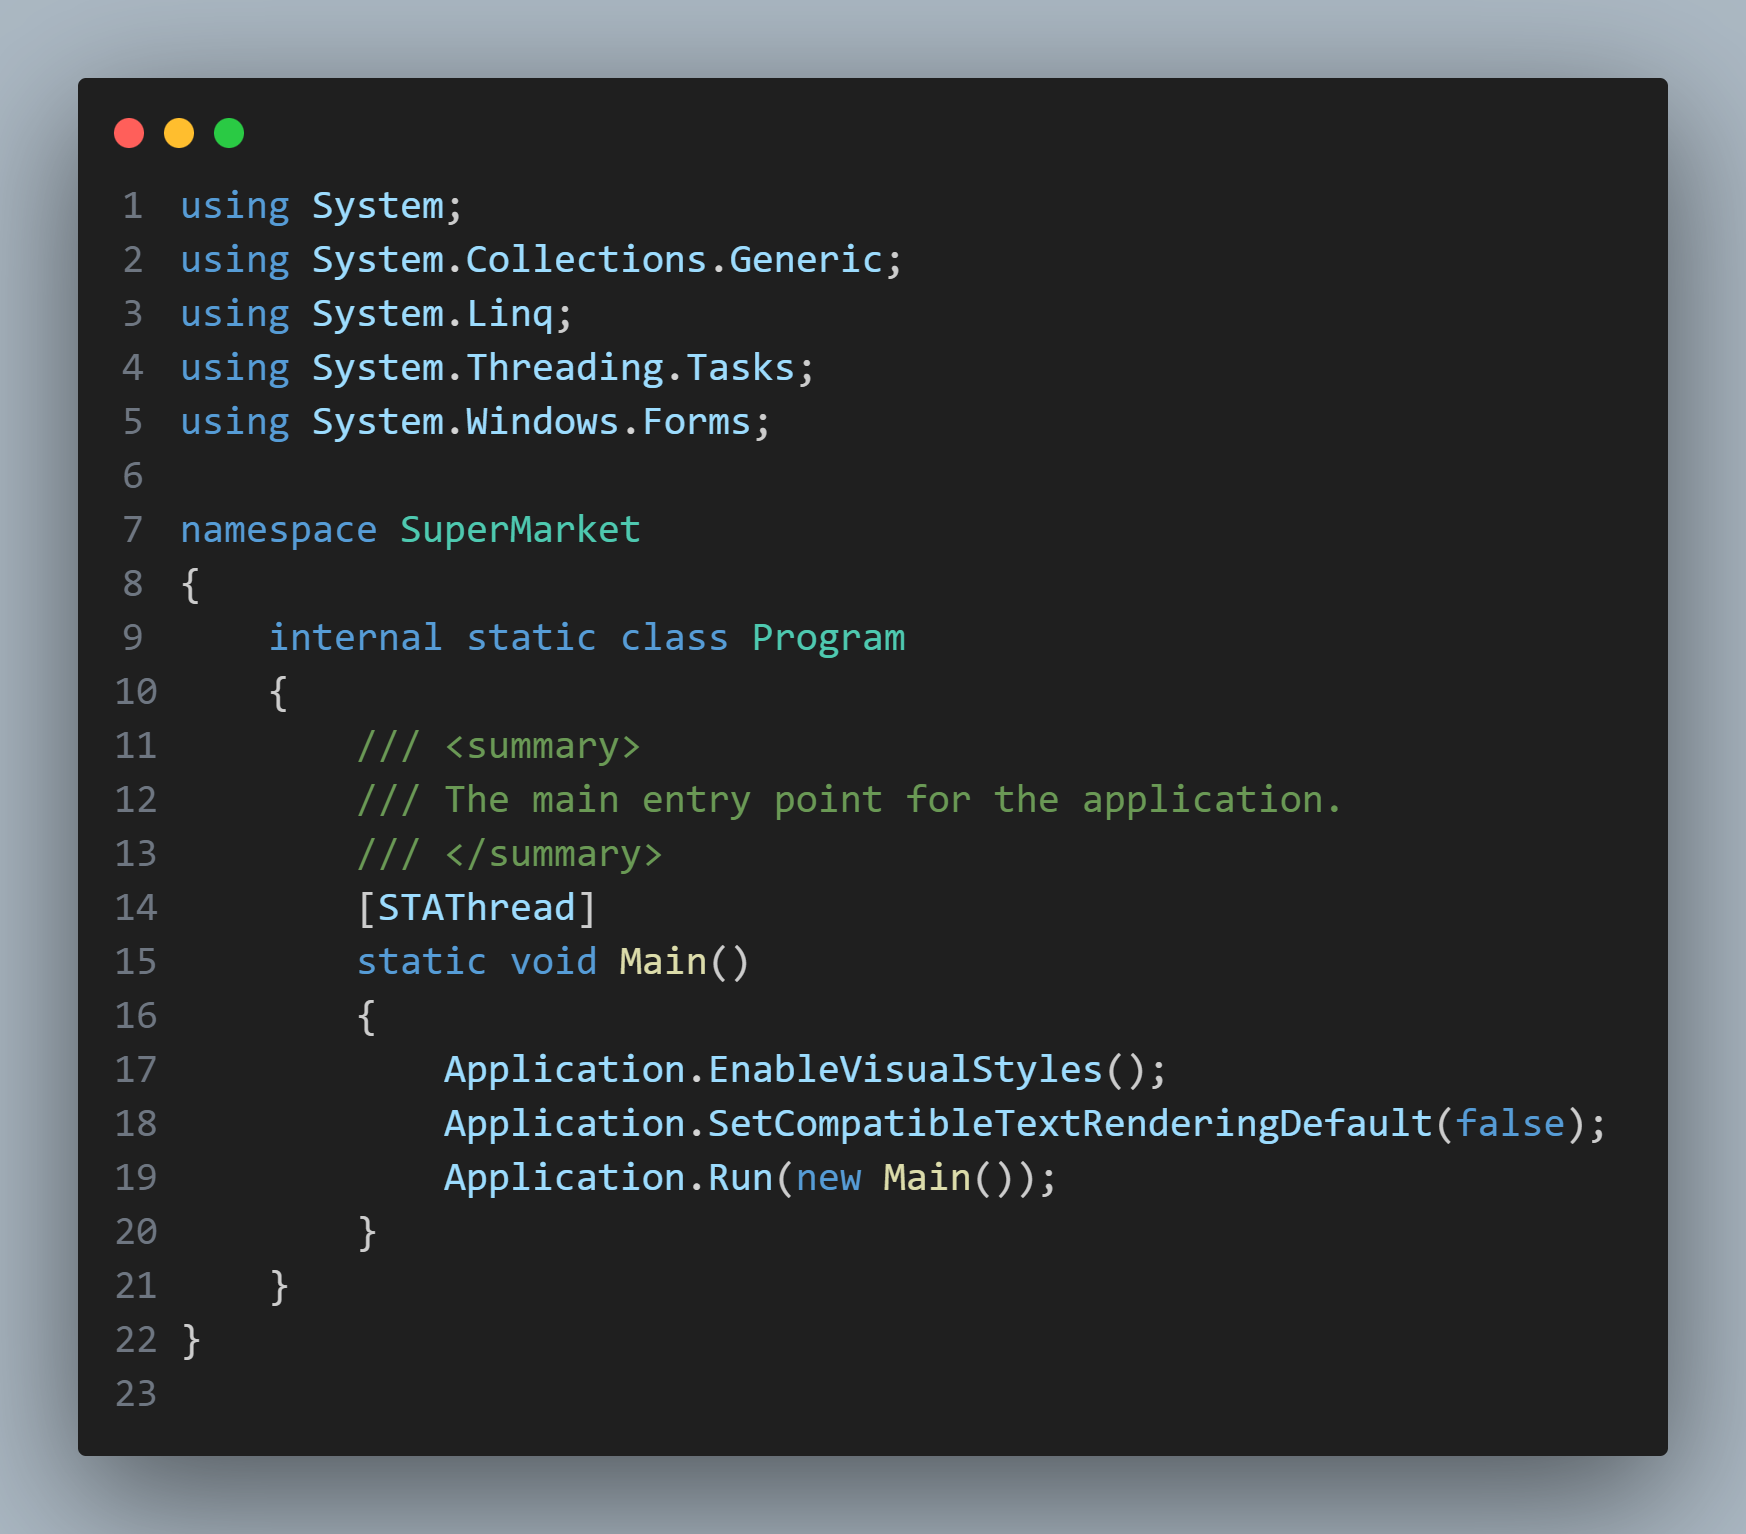 1 using System;
2 using System.Collections.Generic;
3 using System.Linq;
4 using System.Threading.Tasks;
5 using System.Windows.Forms;
6
7 namespace SuperMarket
8 {
9     internal static class Program
10     {
11         /// <summary>
12         /// The main entry point for the application.
13         /// </summary>
14         [STAThread]
15         static void Main()
16         {
17             Application.EnableVisualStyles();
18             Application.SetCompatibleTextRenderingDefault(false);
19             Application.Run(new Main());
20         }
21     }
22 }
23